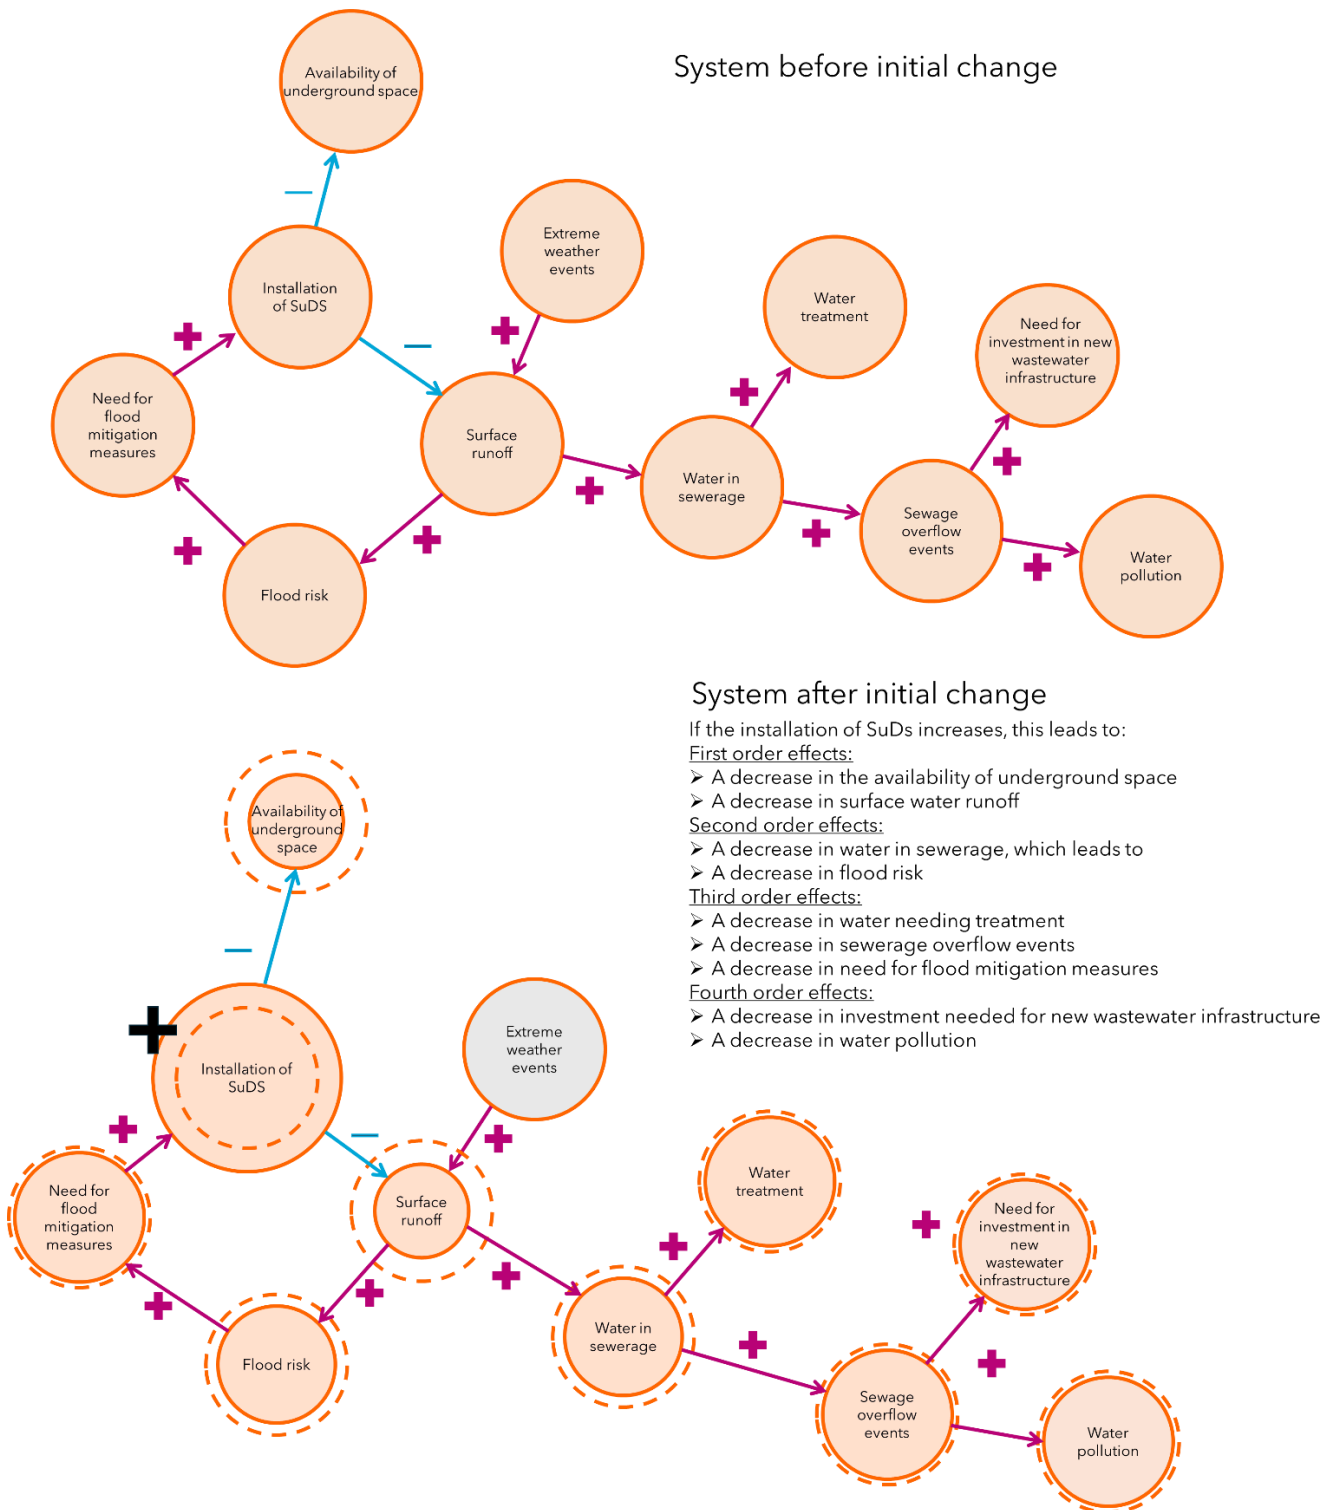 System before initial change
Availability of
underground space
—
Extreme
weather
events
Installation
of SuDS
Water
treatment
Need for
investment in new
wastewater
infrastructure
+
+
—
+
Need for
flood
mitigation
measures
Surface
runoff
Water in
sewerage
+
+
Sewage
overflow
events
+
+
+
+
Water
pollution
Flood risk
System after initial change
If the installation of SuDs increases, this leads to:
First order effects:
➢ A decrease in the availability of underground space
➢ A decrease in surface water runoff
Second order effects:
➢ A decrease in water in sewerage, which leads to
➢ A decrease in flood risk
Third order effects:
➢ A decrease in water needing treatment
➢ A decrease in sewerage overflow events
➢ A decrease in need for flood mitigation measures
Fourth order effects:
➢ A decrease in investment needed for new wastewater infrastructure
➢ A decrease in water pollution
Availability of
underground
space
—
+
Extreme
weather
events
Installation of
SuDS
+
—
+
Need for
flood
mitigation
measures
Surface
runoff
Water
treatment
Need for
investment in
new
wastewater
infrastructure
+
+
+
+
+
Flood risk
Water in
sewerage
+
+
Sewage
overflow
events
Water
pollution